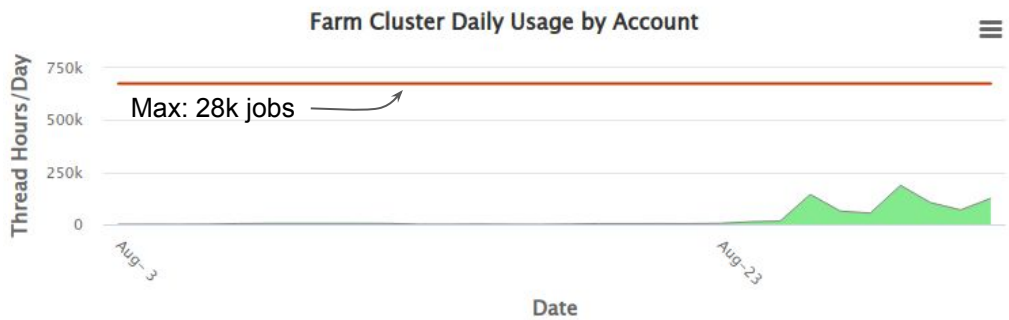 Farm Cluster Daily Usage by Account
Thread Hours/Day
750k
500k
250k
0
Max: 28k jobs
Aug- 3
Aug-23
Date